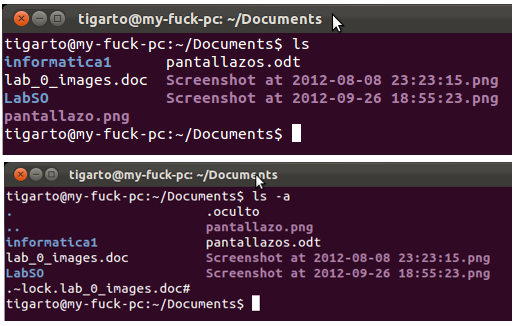 tigarto@my-fuck-pc: ~/Documents
tigarto@my-fuck-pc:~/Documents$ ls
informatica1 pantallazos.odt
lab_0_images.doc Screenshot at 2012-08-08 23:23:15.png
LabSO Screenshot at 2012-09-26 18:55:23.png
pantallazo.png
tigarto@my-fuck-pc:~/Documents$
tigarto@my-fuck-pc: ~/Documents
tigarto@my-fuck-pc:~/Documents$ ls -a
. .oculto
.. pantallazo.png
informatica1 pantallazos.odt
lab_0_images.doc Screenshot at 2012-08-08 23:23:15.png
LabSO Screenshot at 2012-09-26 18:55:23.png
.~lock.lab_0_images.doc#
tigarto@my-fuck-pc:~/Documents$